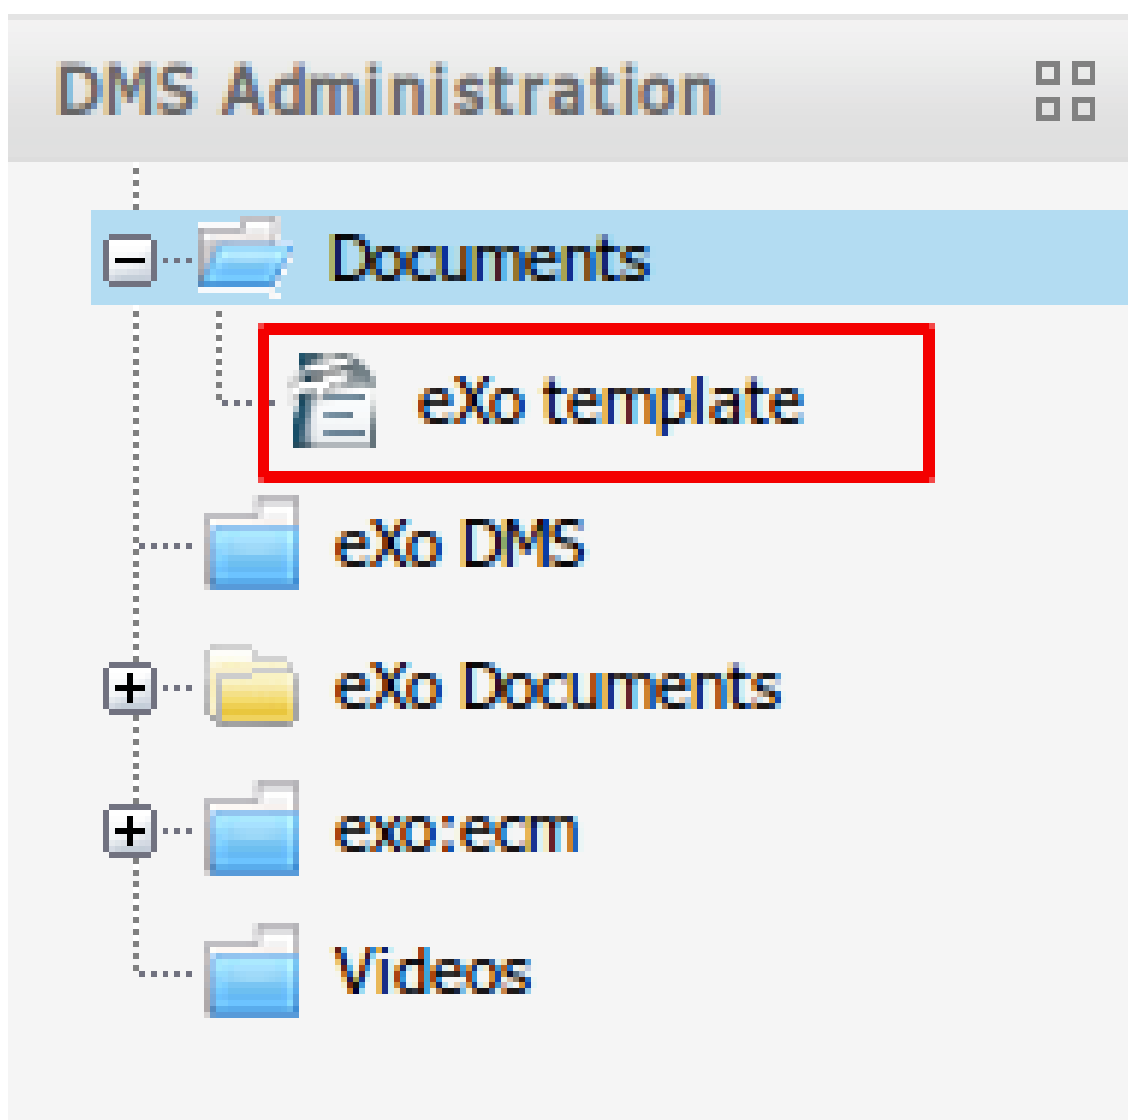 DMS Administration
Documents
eXo template
eXo DMS
eXo Documents
exo:ecm
Videos